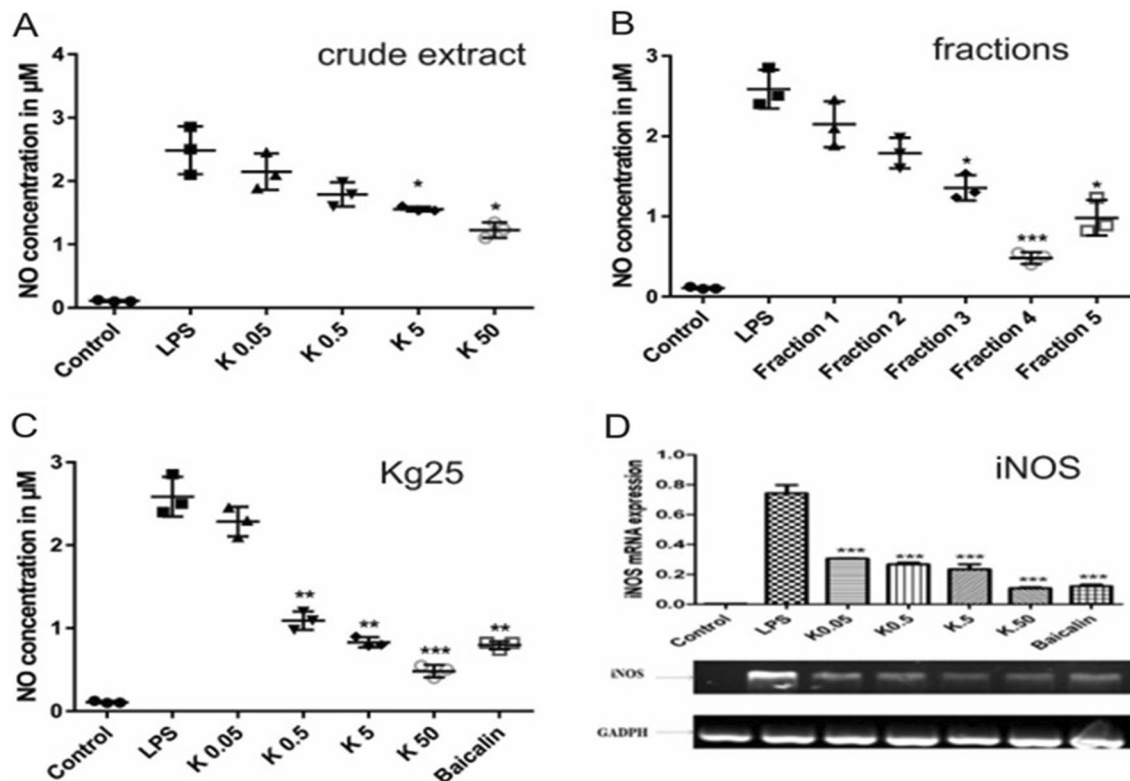 A
crude extract
NO concentration in µM
4
3
2
1
0
*
*
Control
LPS
K 0.05
K 0.5
K 5
K 50
B
fractions
NO concentration in µM
3
2
1
0
*
***
*
Control
LPS
Fraction 1
Fraction 2
Fraction 3
Fraction 4
Fraction 5
C
Kg25
NO concentration in µM
3
2
1
0
**
**
***
**
Control
LPS
K 0.05
K 0.5
K 5
K 50
Baicalin
D
iNOS
iNOS mRNA expression
1.0
0.8
0.6
0.4
0.2
0.0
***
***
***
***
***
Control
LPS
K0.05
K0.5
K.5
K.50
Baicalin
iNOS
GADPH